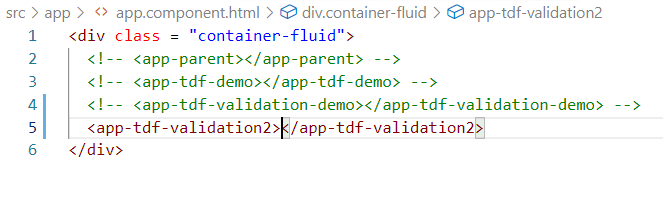 src > app > app.component.html > div.container-fluid > app-tdf-validation2
1 <div class = "container-fluid">
2 <!-- <app-parent></app-parent> -->
3 <!-- <app-tdf-demo></app-tdf-demo> -->
4 <!-- <app-tdf-validation-demo></app-tdf-validation-demo> -->
5 <app-tdf-validation2></app-tdf-validation2>
6 </div>